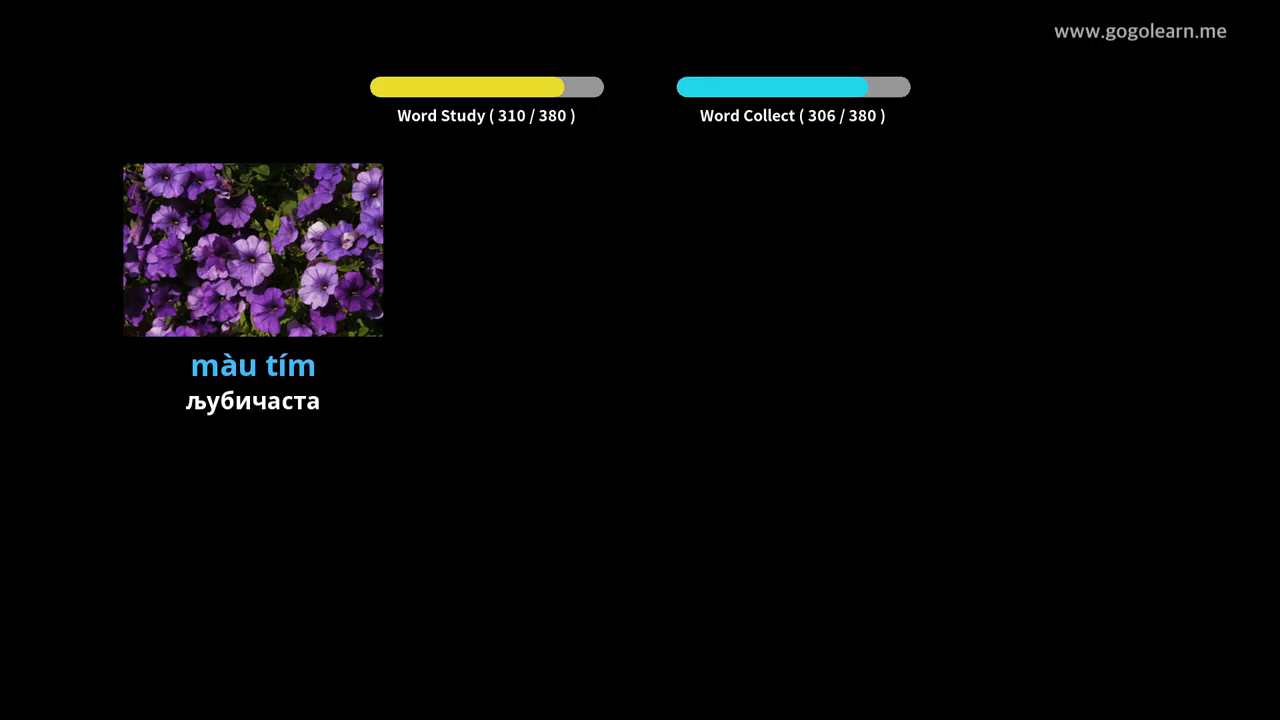 www.gogolearn.me
Word Study ( 310 / 380 )
Word Collect ( 306 / 380 )
màu tím
љубичаста